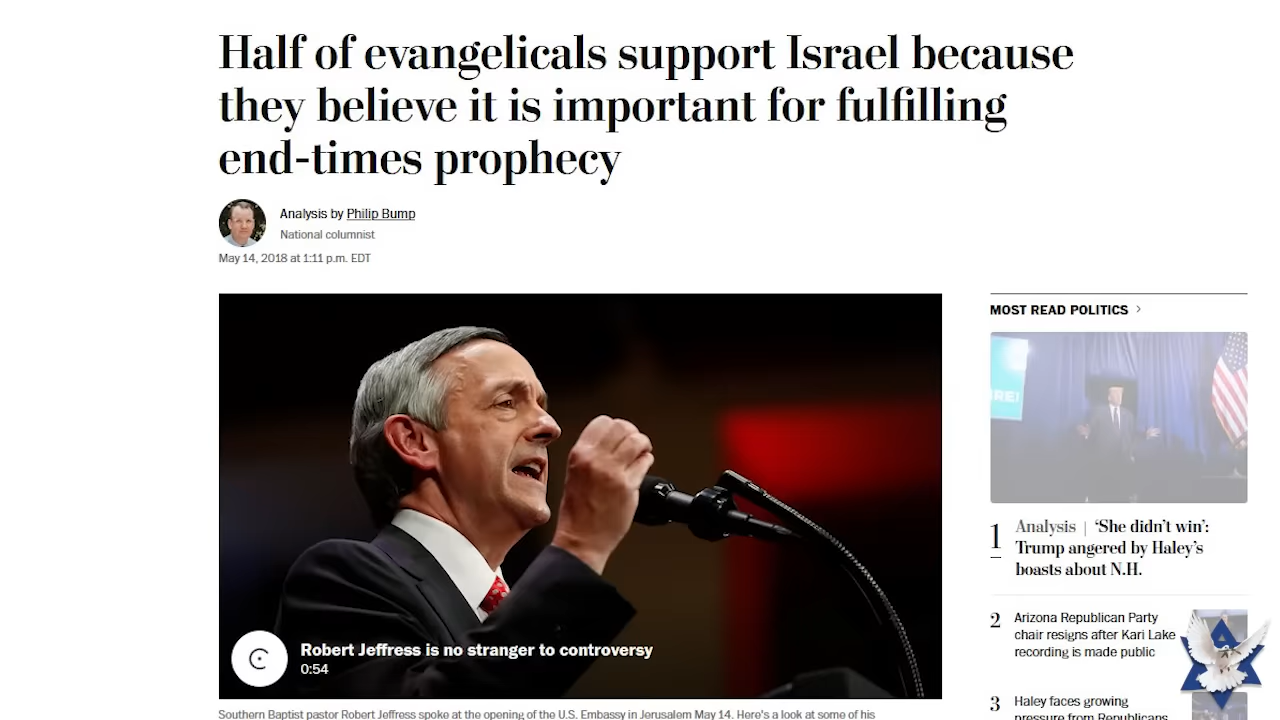 Half of evangelicals support Israel because
they believe it is important for fulfilling
end-times prophecy
Analysis by Philip Bump
National columnist
May 14, 2018 at 1:11 p.m. EDT
Robert Jeffress is no stranger to controversy
0:54
Southern Baptist pastor Robert Jeffress spoke at the opening of the U.S. Embassy in Jerusalem May 14. Here's a look at some of his
MOST READ POLITICS >
REI
1
Analysis | ‘She didn’t win’:
Trump angered by Haley’s
boasts about N.H.
2
Arizona Republican Party
chair resigns after Kari Lake
recording is made public
3
Haley faces growing
pressure from Republicans